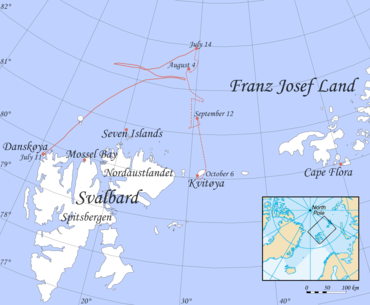 82°
81°
July 14
August 4
Franz Josef Land
80°
September 12
Seven Islands
Danskøya
July 11
Mossel Bay
79°
Nordaustlandet
October 6
Kvitøya
Cape Flora
Svalbard
Spitsbergen
78°
North
Pole
77°
20°
30°
40°
0 50 100 km